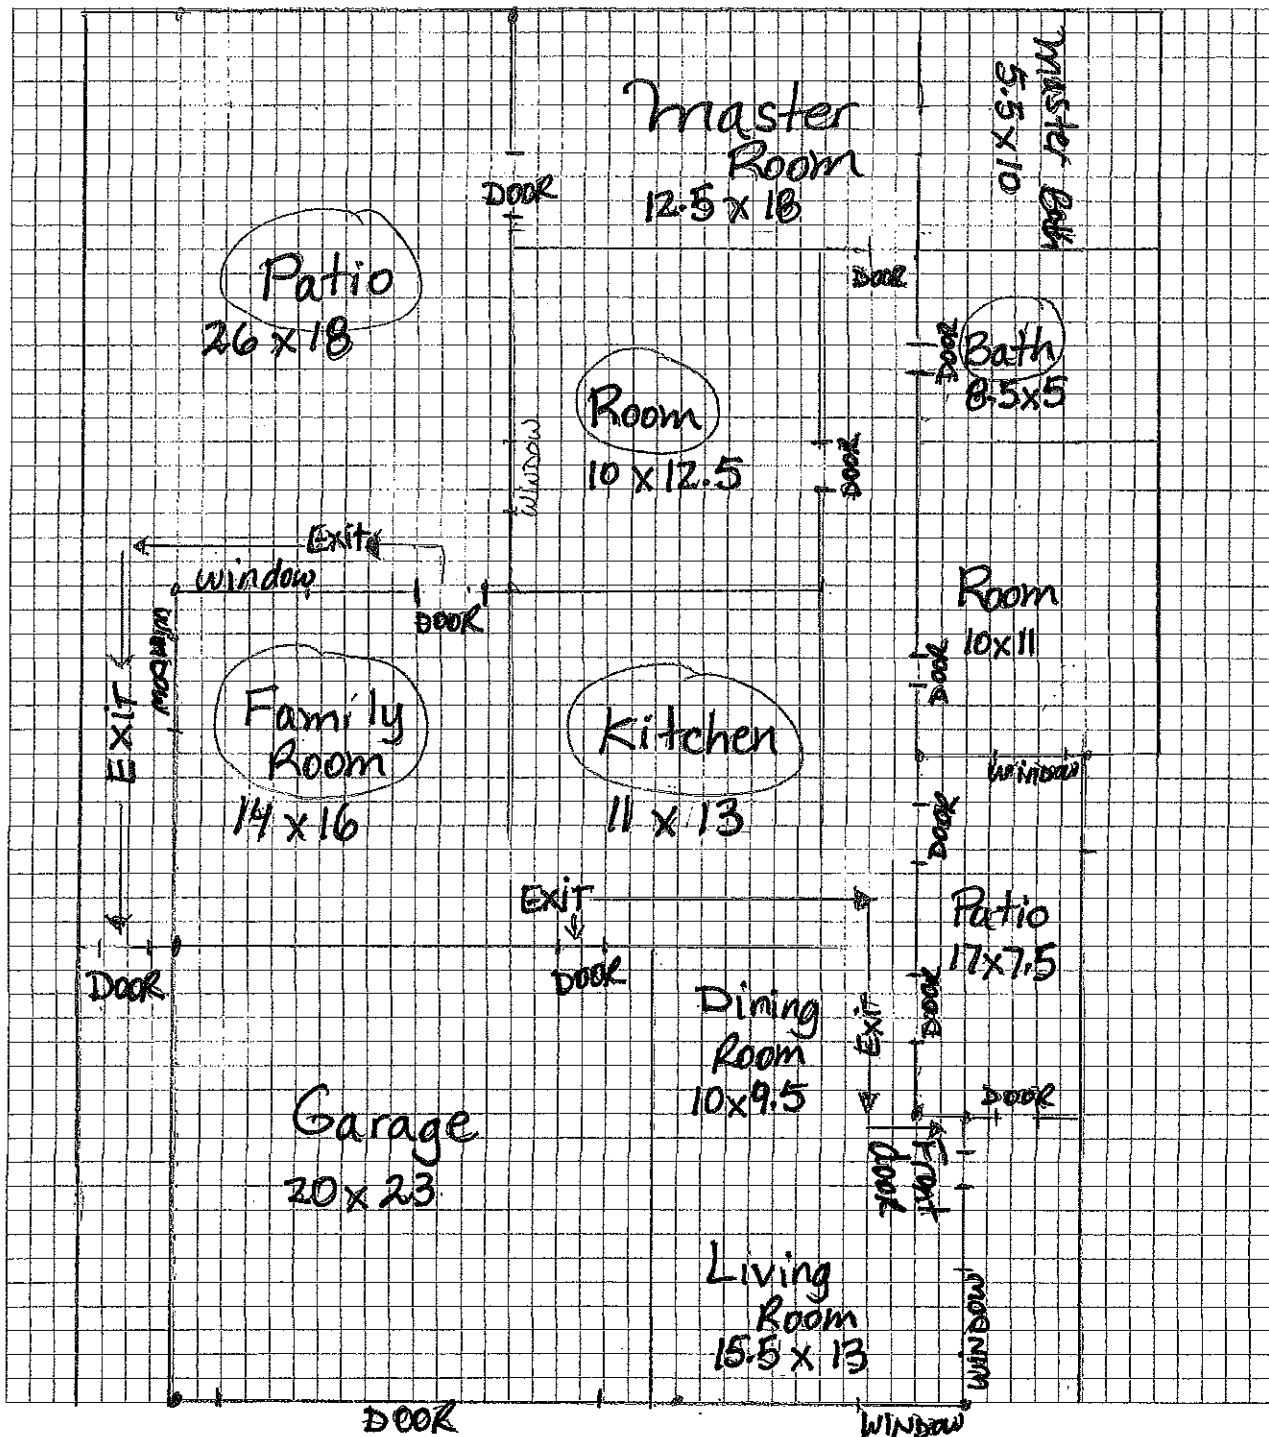 Master
Room
12.5 x 18
Master Bath
5.5 x 10
DOOR
Patio
26 x 18
DOOR
DOOR
Bath
8.5x5
Room
10 x 12.5
WINDOW
DOOR
Exit
window
DOOR
window
EXIT
Room
10x11
DOOR
Family
Room
14 x 16
Kitchen
11 x 13
window
DOOR
EXIT
Patio
17x7.5
DOOR
DOOR
DOOR
Dining
Room
10x9.5
EXIT
DOOR
Front
DOOR
Garage
20 x 23
Living
Room
15.5 x 13
WINDOW
DOOR
WINDOW